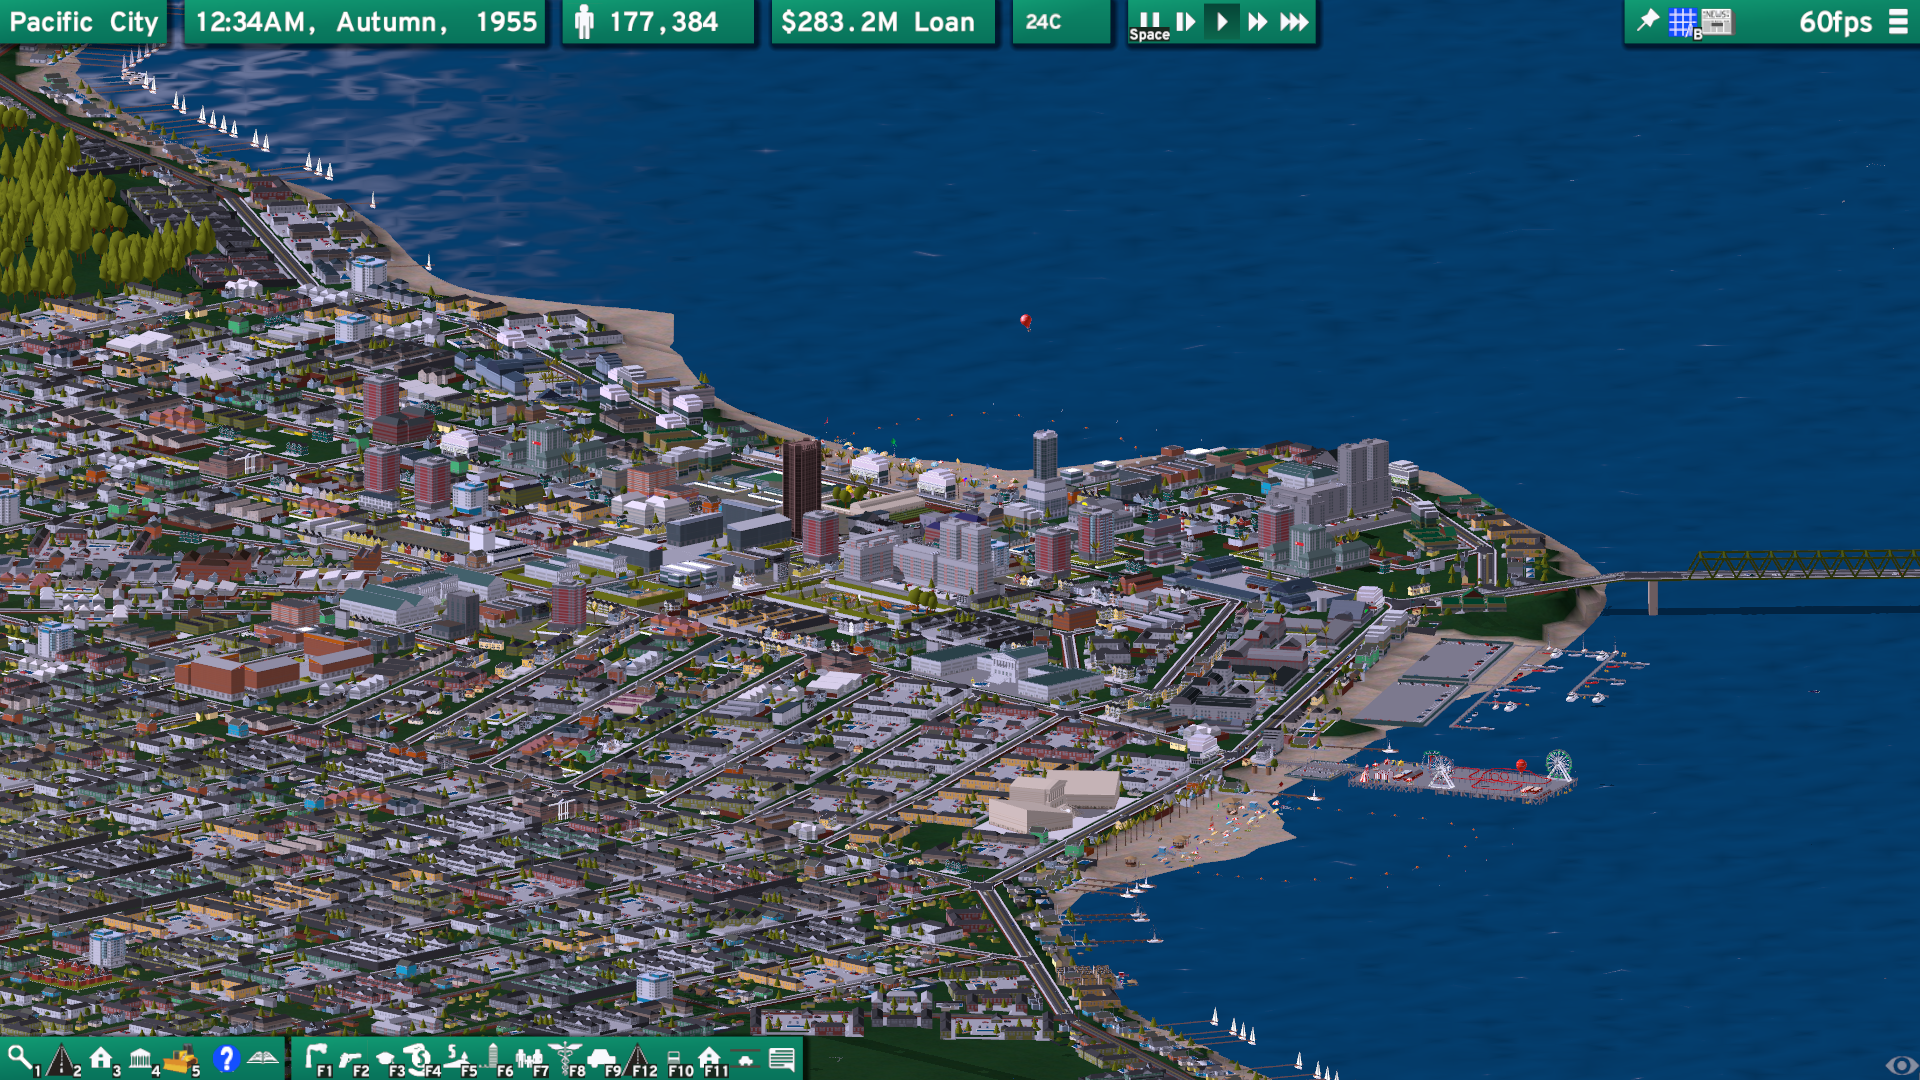 Pacific City
12:34AM, Autumn, 1955
177,384
$283.2M Loan
24C
Space
B
NEWS
60fps
1
2
3
4
5
?
F1
F2
F3
F4
F5
F6
F7
F8
F9
F12
F10
F11